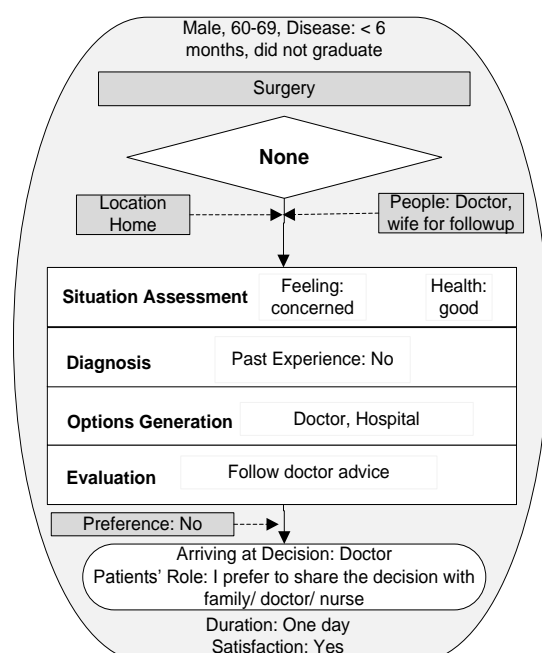 Male, 60-69, Disease: < 6
months, did not graduate
Surgery
None
Location
Home
People: Doctor,
wife for followup
Situation Assessment
Feeling:
concerned
Health:
good
Diagnosis
Past Experience: No
Options Generation
Doctor, Hospital
Evaluation
Follow doctor advice
Preference: No
Arriving at Decision: Doctor
Patients' Role: I prefer to share the decision with
family/ doctor/ nurse
Duration: One day
Satisfaction: Yes